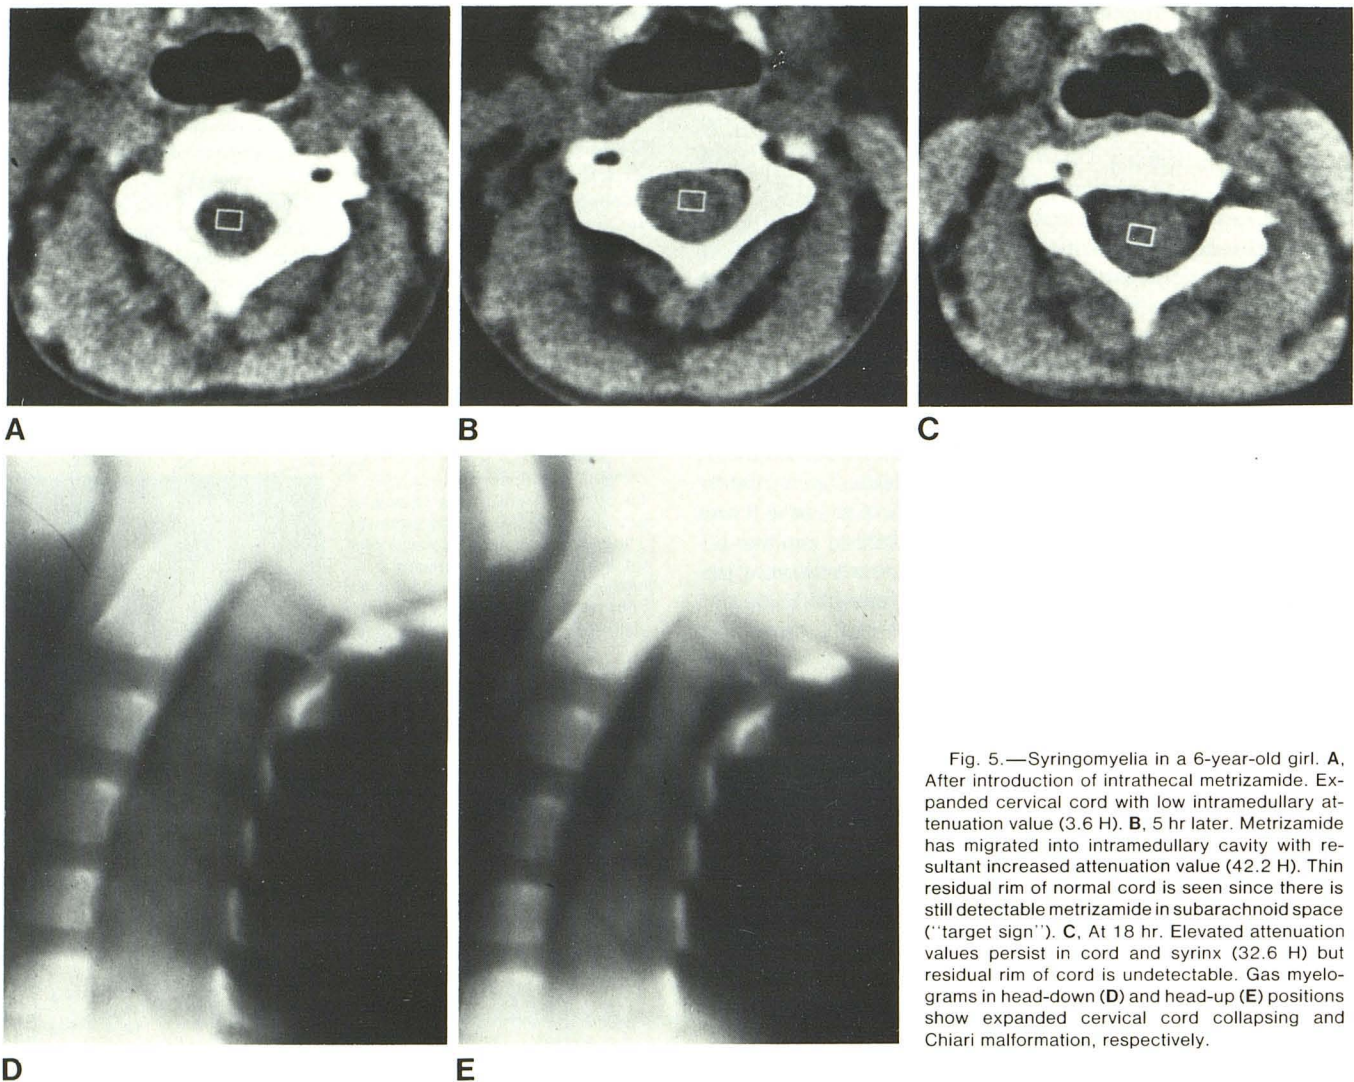 A
B
C
D
E
Fig. 5.—Syringomyelia in a 6-year-old girl. A,
After introduction of intrathecal metrizamide. Ex-
panded cervical cord with low intramedullary at-
tenuation value (3.6 H). B, 5 hr later. Metrizamide
has migrated into intramedullary cavity with re-
sultant increased attenuation value (42.2 H). Thin
residual rim of normal cord is seen since there is
still detectable metrizamide in subarachnoid space
(‘‘target sign’’). C, At 18 hr. Elevated attenuation
values persist in cord and syrinx (32.6 H) but
residual rim of cord is undetectable. Gas myelo-
grams in head-down (D) and head-up (E) positions
show expanded cervical cord collapsing and
Chiari malformation, respectively.